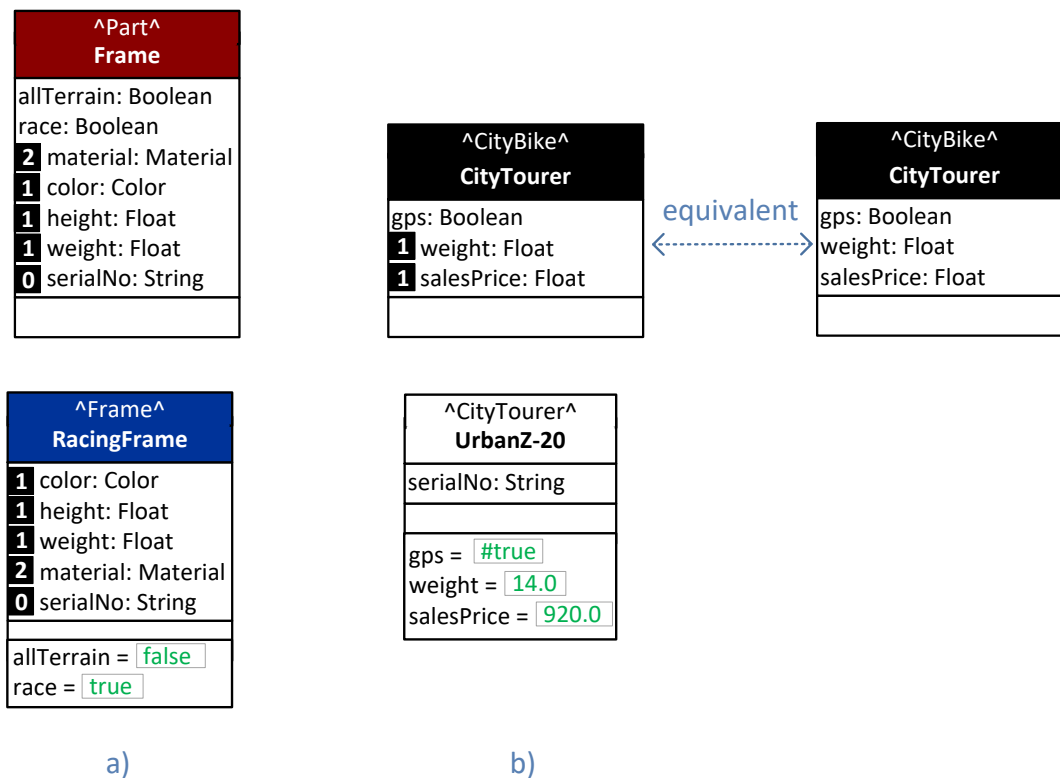 ^Part^
Frame
allTerrain: Boolean
race: Boolean
2 material: Material
1 color: Color
1 height: Float
1 weight: Float
0 serialNo: String
^Frame^
RacingFrame
1 color: Color
1 height: Float
1 weight: Float
2 material: Material
0 serialNo: String
allTerrain = false
race = true
a)
^CityBike^
CityTourer
gps: Boolean
1 weight: Float
1 salesPrice: Float
equivalent
^CityBike^
CityTourer
gps: Boolean
weight: Float
salesPrice: Float
^CityTourer^
UrbanZ-20
serialNo: String
gps = #true
weight = 14.0
salesPrice = 920.0
b)